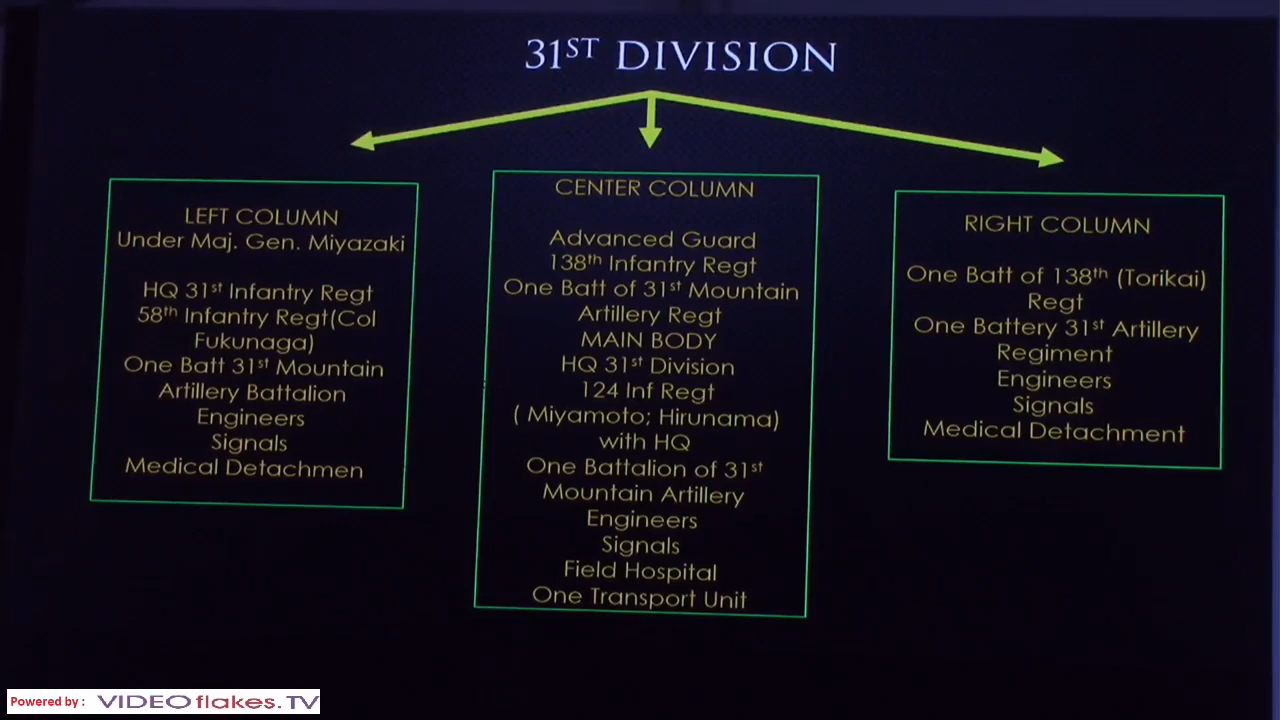 31ST DIVISION
LEFT COLUMN
Under Maj. Gen. Miyazaki
HQ 31st Infantry Regt
58th Infantry Regt(Col
Fukunaga)
One Batt 31st Mountain
Artillery Battalion
Engineers
Signals
Medical Detachmen
CENTER COLUMN
Advanced Guard
138th Infantry Regt
One Batt of 31st Mountain
Artillery Regt
MAIN BODY
HQ 31st Division
124 Inf Regt
( Miyamoto; Hirunama)
with HQ
One Battalion of 31st
Mountain Artillery
Engineers
Signals
Field Hospital
One Transport Unit
RIGHT COLUMN
One Batt of 138th (Torikai)
Regt
One Battery 31st Artillery
Regiment
Engineers
Signals
Medical Detachment
Powered by : VIDEOflakes.TV